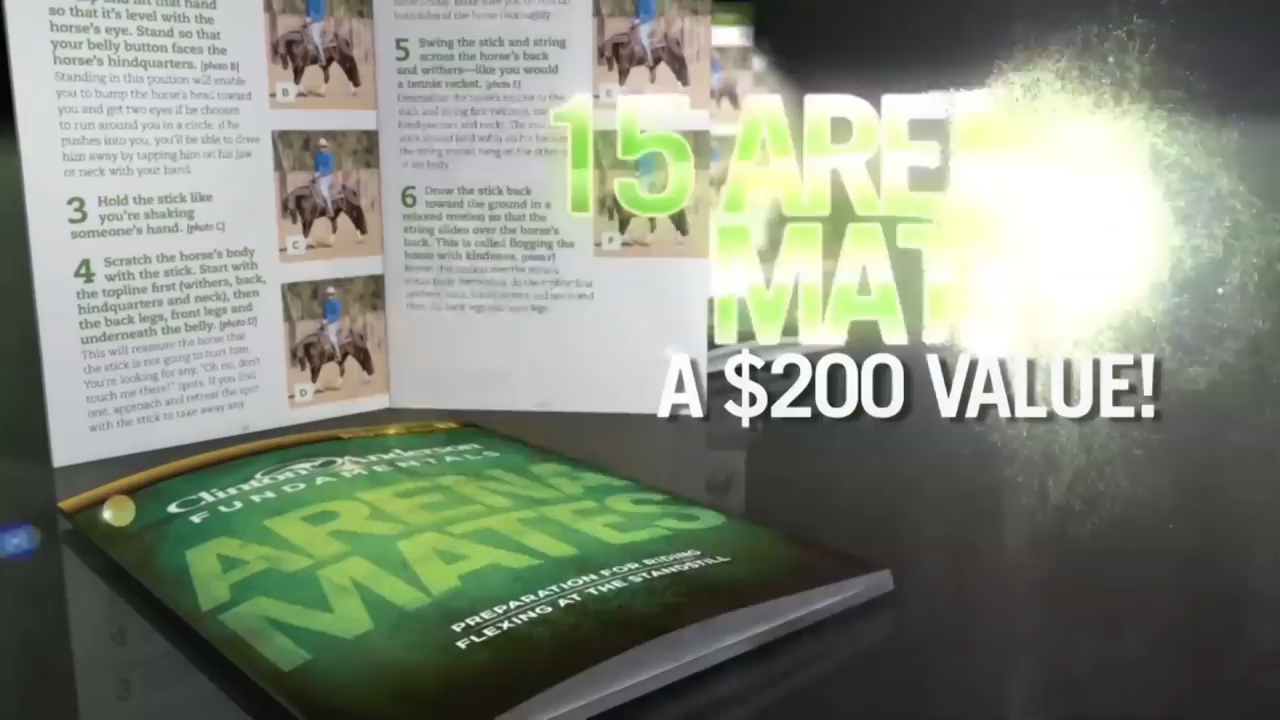 so that it's level with the
horse's eye. Stand so that
your belly button faces the
horse's hindquarters. [photo B]
Standing in this position will enable
you to bump the horse's head toward
you and get two eyes if he chooses
to run around you in a circle. If he
pushes into you, you'll be able to drive
him away by tapping him on his jaw
or neck with your hand.
3 Hold the stick like
you're shaking
someone's hand. [photo C]
4 Scratch the horse's body
with the stick. Start with
the topline first (withers, back,
hindquarters and neck), then
the back legs, front legs and
underneath the belly. [photo D]
This will reassure the horse that
the stick is not going to hurt him.
You're looking for any, "Oh no, don't
touch me there!" spots. If you find
one, approach and retreat the spot
with the stick to take away any
B
C
D
5 Swing the stick and string
across the horse's back
and withers—like you would
a tennis racket. [photo E]
6 Draw the stick back
toward the ground in a
relaxed motion so that the
string slides over the horse's
back. This is called flogging the
horse with kindness. [photo F]
E
F
15 ARE
MAT
A $200 VALUE!
Clinton Anderson
FUNDAMENTALS
ARENA
MATES
PREPARATION FOR RIDING
FLEXING AT THE STANDSTILL